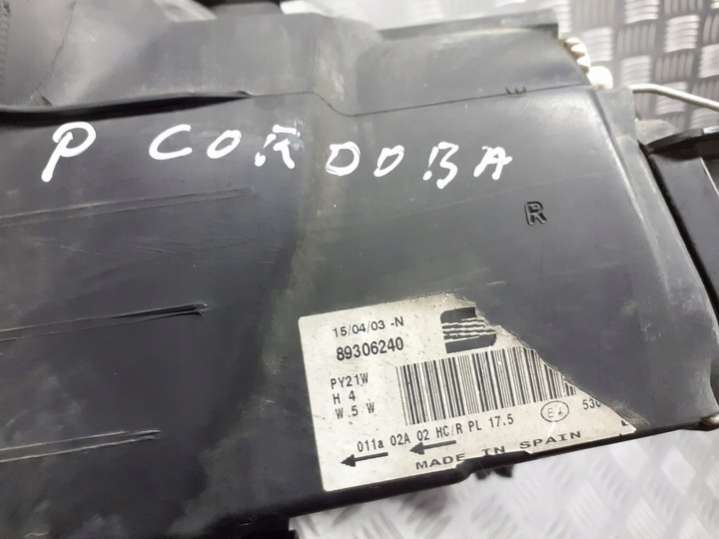 P CORDOBA
R
15/04/03 -N
89306240
PY21W
H 4
W.5 W
011a 02A 02 HC/R PL 17.5
MADE IN SPAIN